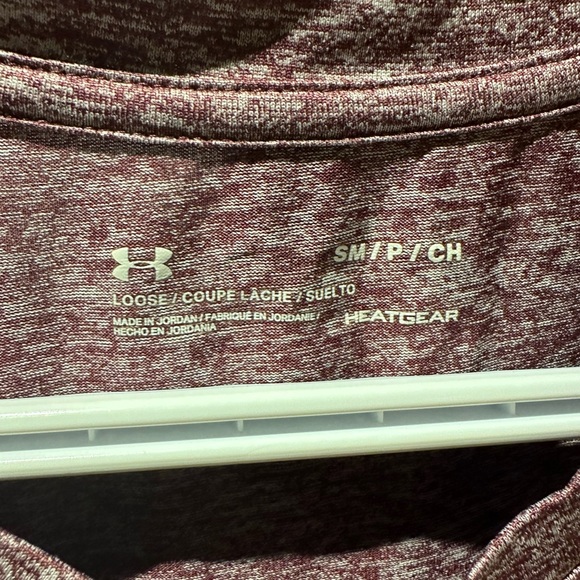 SM/P/CH
LOOSE / COUPE LÂCHE / SUELTO
MADE IN JORDAN / FABRIQUÉ EN JORDANIE /
HECHO EN JORDANIA
HEATGEAR